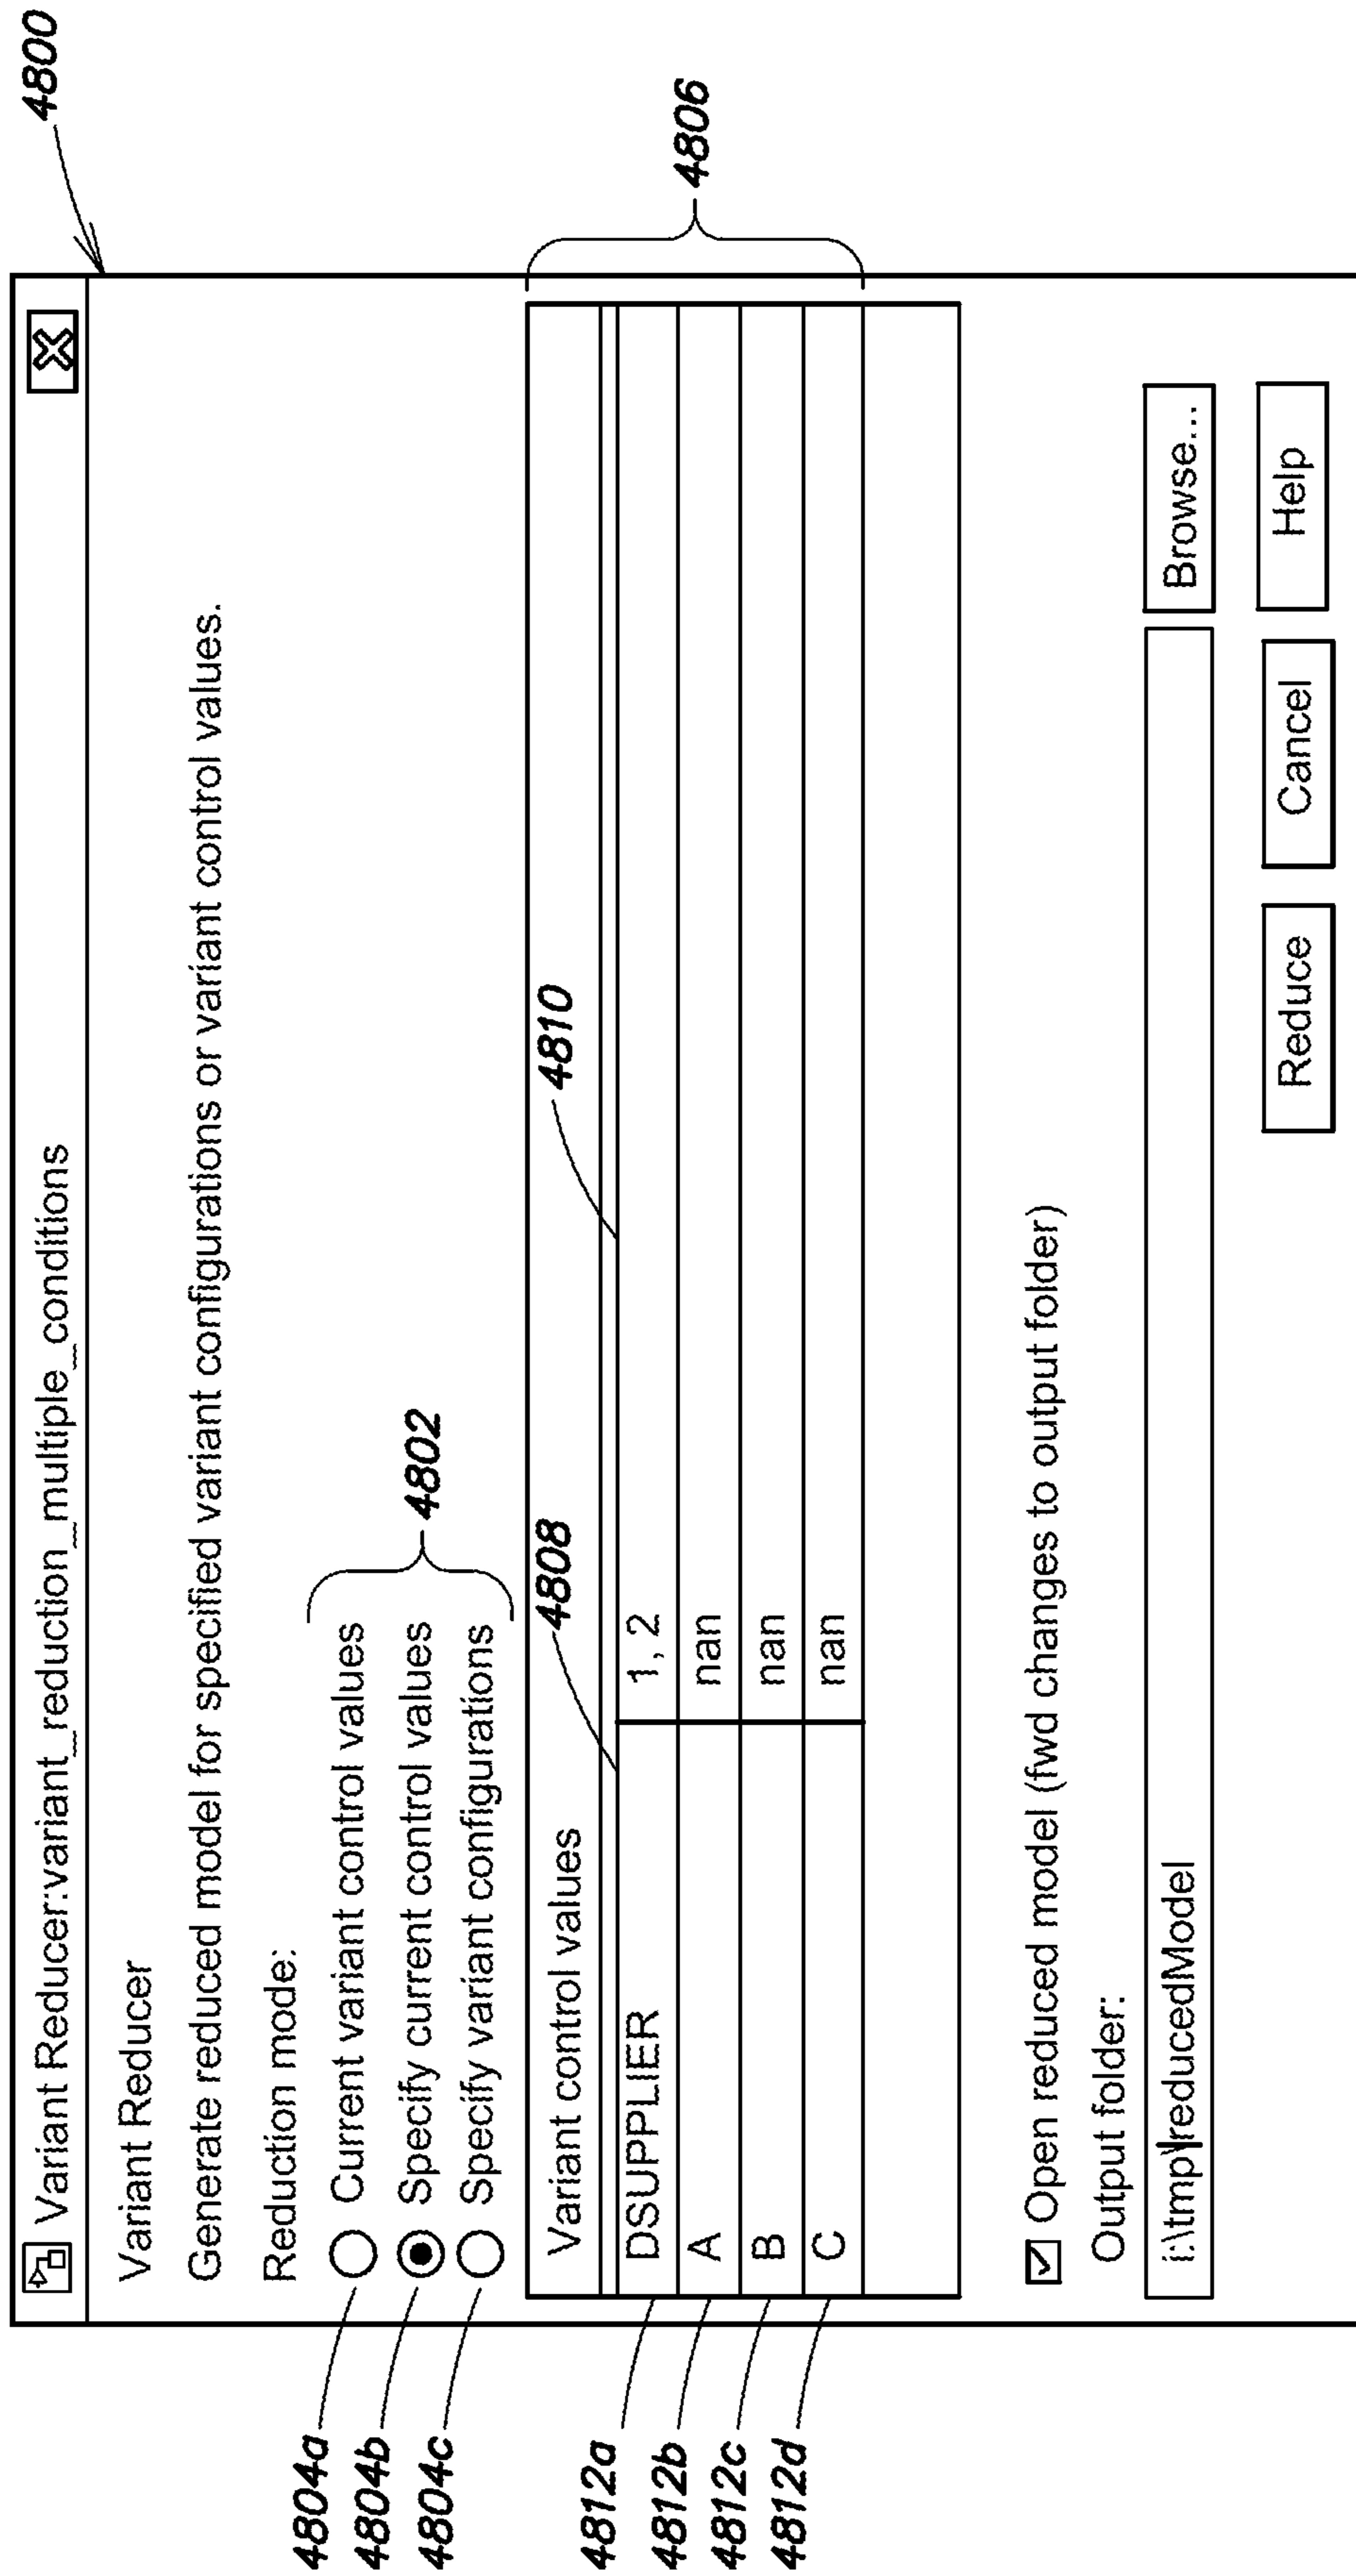 4800
Variant Reducer:variant_reduction_multiple_conditions
Variant Reducer
Generate reduced model for specified variant configurations or variant control values.
Reduction mode:
4804a Current variant control values
4804b Specify current control values 4802
4804c Specify variant configurations
4808 4810
Variant control values
4806
4812a DSUPPLIER 1, 2
4812b A nan
4812c B nan
4812d C nan
Open reduced model (fwd changes to output folder)
Output folder:
i:\tmp\reducedModel Browse...
Reduce Cancel Help